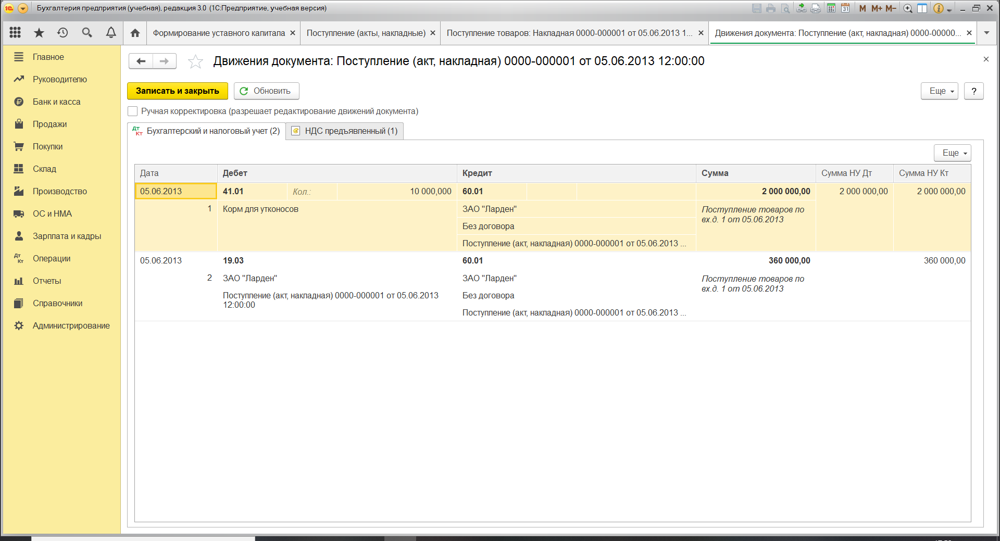 Бухгалтерия предприятия (учебная), редакция 3.0 (1С:Предприятие, учебная версия)
31 M M+ M-
Формирование уставного капитала
Поступление (акты, накладные)
Поступление товаров: Накладная 0000-000001 от 05.06.2013 1...
Движения документа: Поступление (акт, накладная) 0000-00000...
Главное
Руководителю
Банк и касса
Продажи
Покупки
Склад
Производство
ОС и НМА
Зарплата и кадры
Дт Кт Операции
Отчеты
Справочники
Администрирование
Движения документа: Поступление (акт, накладная) 0000-000001 от 05.06.2013 12:00:00
Записать и закрыть
Обновить
Еще
?
Ручная корректировка (разрешает редактирование движений документа)
Дт Кт Бухгалтерский и налоговый учет (2)
НДС предъявленный (1)
Еще
Дата Дебет Кредит Сумма Сумма НУ Дт Сумма НУ Кт
05.06.2013 41.01 Кол.: 10 000,000 60.01 2 000 000,00 2 000 000,00 2 000 000,00
1 Корм для утконосов ЗАО "Ларден" Поступление товаров по
вх.д. 1 от 05.06.2013
Без договора
Поступление (акт, накладная) 0000-000001 от 05.06.2013 ...
05.06.2013 19.03 60.01 360 000,00 360 000,00
2 ЗАО "Ларден" ЗАО "Ларден" Поступление товаров по
вх.д. 1 от 05.06.2013
Поступление (акт, накладная) 0000-000001 от 05.06.2013
12:00:00
Без договора
Поступление (акт, накладная) 0000-000001 от 05.06.2013 ...